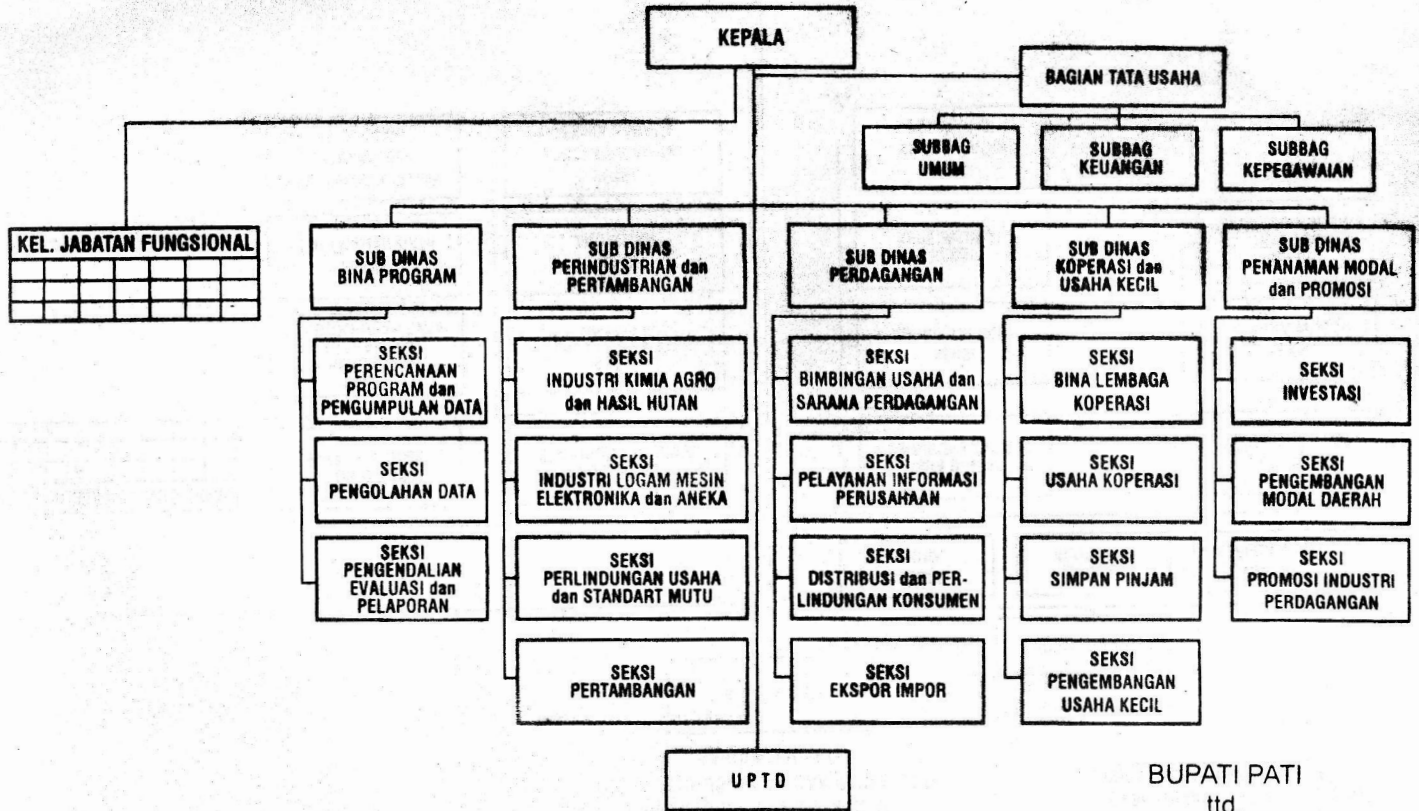 KEPALA
BAGIAN TATA USAHA
SUBBAG
UMUM
SUBBAG
KEUANGAN
SUBBAG
KEPEGAWAIAN
KEL. JABATAN FUNGSIONAL
SUB DINAS
BINA PROGRAM
SUB DINAS
PERINDUSTRIAN dan
PERTAMBANGAN
SUB DINAS
PERDAGANGAN
SUB DINAS
KOPERASI dan
USAHA KECIL
SUB DINAS
PENANAMAN MODAL
dan PROMOSI
SEKSI
PERENCANAAN
PROGRAM dan
PENGUMPULAN DATA
SEKSI
PENGOLAHAN DATA
SEKSI
PENGENDALIAN
EVALUASI dan
PELAPORAN
SEKSI
INDUSTRI KIMIA AGRO
dan HASIL HUTAN
SEKSI
INDUSTRI LOGAM MESIN
ELEKTRONIKA dan ANEKA
SEKSI
PERLINDUNGAN USAHA
dan STANDART MUTU
SEKSI
PERTAMBANGAN
SEKSI
BIMBINGAN USAHA dan
SARANA PERDAGANGAN
SEKSI
PELAYANAN INFORMASI
PERUSAHAAN
SEKSI
DISTRIBUSI dan PER-
LINDUNGAN KONSUMEN
SEKSI
EKSPOR IMPOR
SEKSI
BINA LEMBAGA
KOPERASI
SEKSI
USAHA KOPERASI
SEKSI
SIMPAN PINJAM
SEKSI
PENGEMBANGAN
USAHA KECIL
SEKSI
INVESTASI
SEKSI
PENGEMBANGAN
MODAL DAERAH
SEKSI
PROMOSI INDUSTRI
PERDAGANGAN
UPTD
BUPATI PATI
ttd